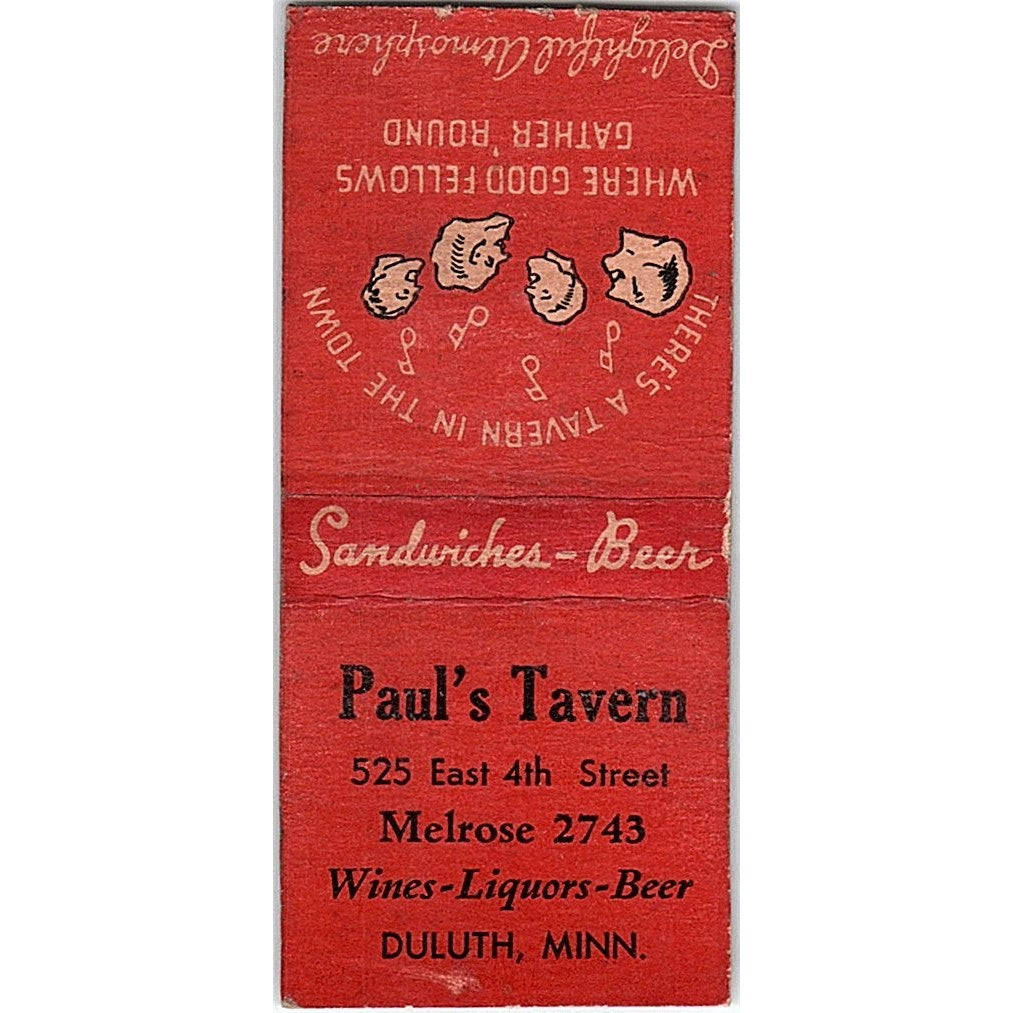 Delightful Atmosphere
WHERE GOOD FELLOWS
GATHER 'ROUND
THERE'S A TAVERN IN THE TOWN
Sandwiches - Beer
Paul's Tavern
525 East 4th Street
Melrose 2743
Wines-Liquors-Beer
DULUTH, MINN.